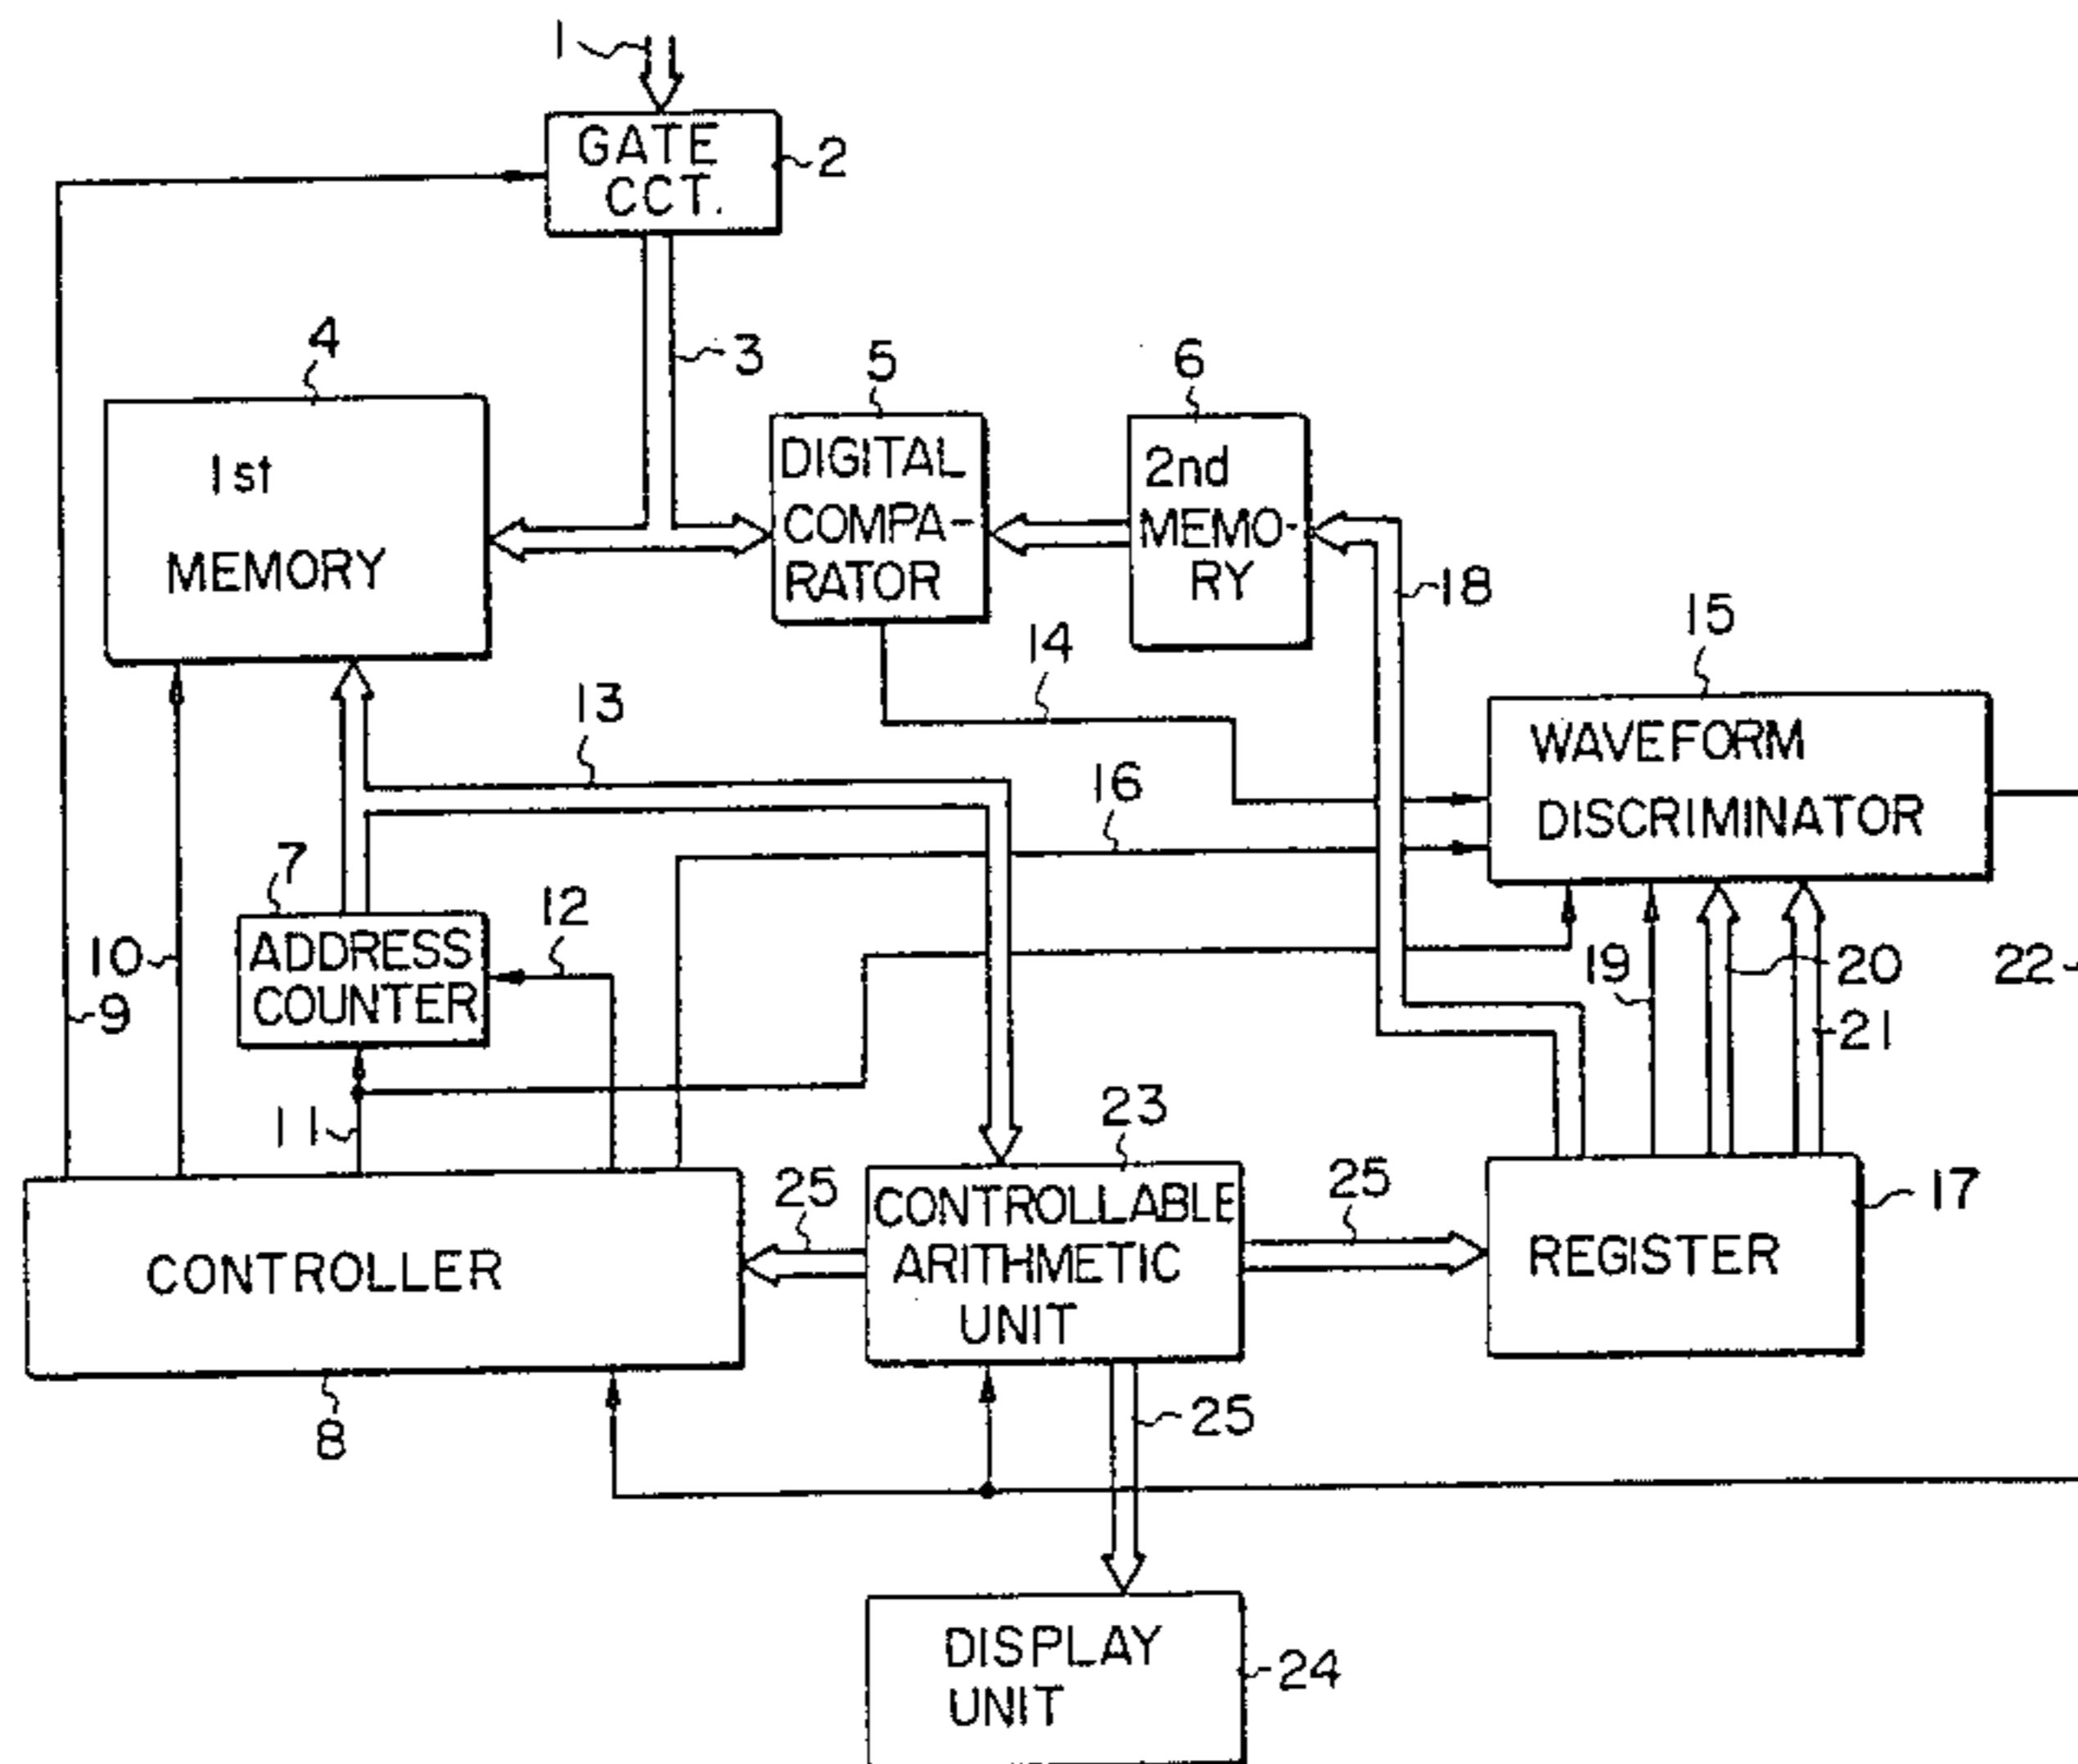 1
GATE
CCT.
2
3
4
1st
MEMORY
5
DIGITAL
COMPA-
RATOR
6
2nd
MEMO-
RY
18
14
15
WAVEFORM
DISCRIMINATOR
13
16
7
ADDRESS
COUNTER
12
10
9
19
20
21
22
11
23
CONTROLLABLE
ARITHMETIC
UNIT
25
25
17
REGISTER
CONTROLLER
8
25
DISPLAY
UNIT
24